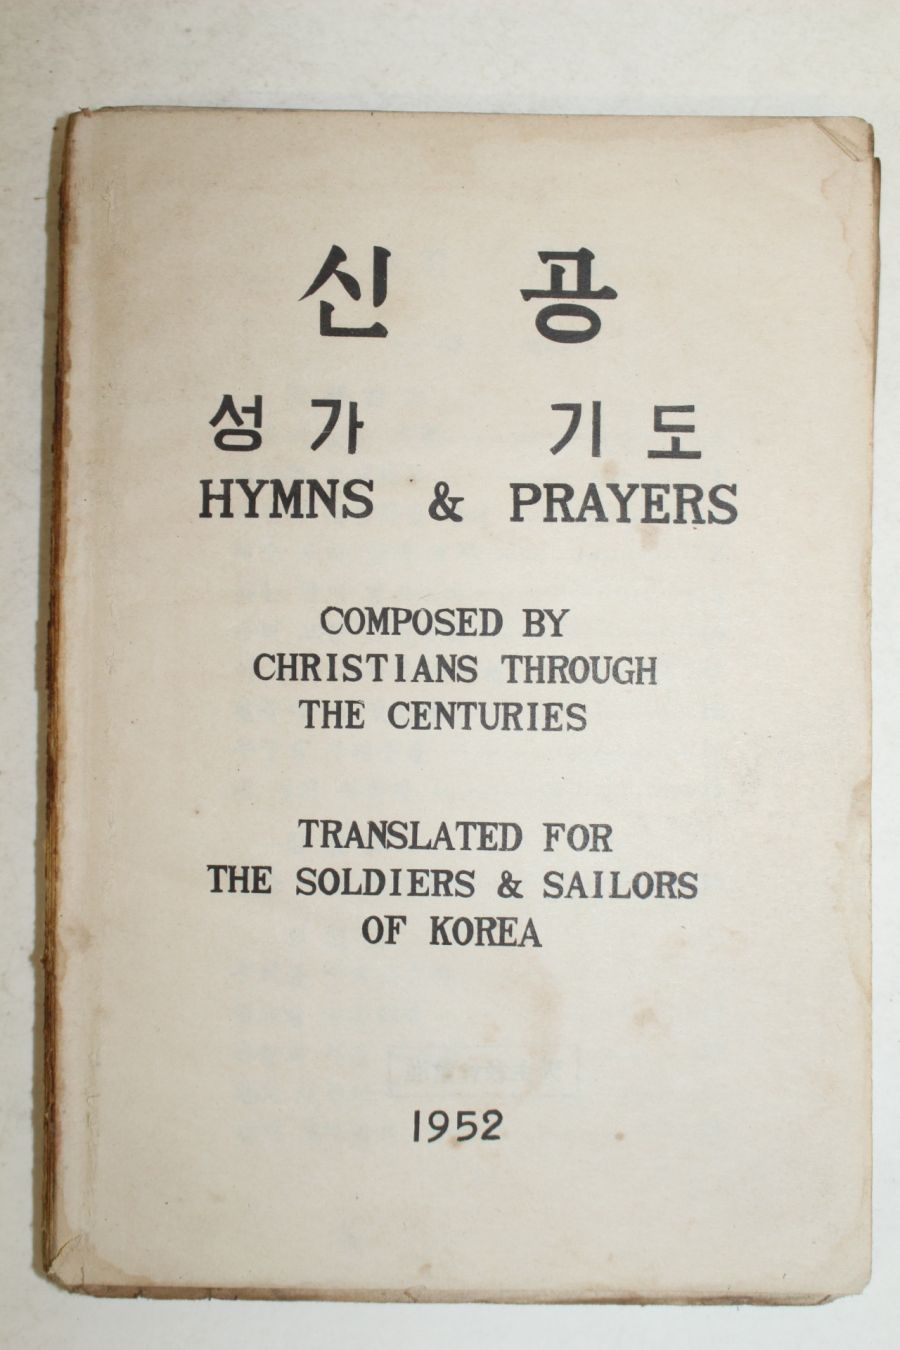 신 공
성가 기도
HYMNS & PRAYERS
COMPOSED BY
CHRISTIANS THROUGH
THE CENTURIES
TRANSLATED FOR
THE SOLDIERS & SAILORS
OF KOREA
1952